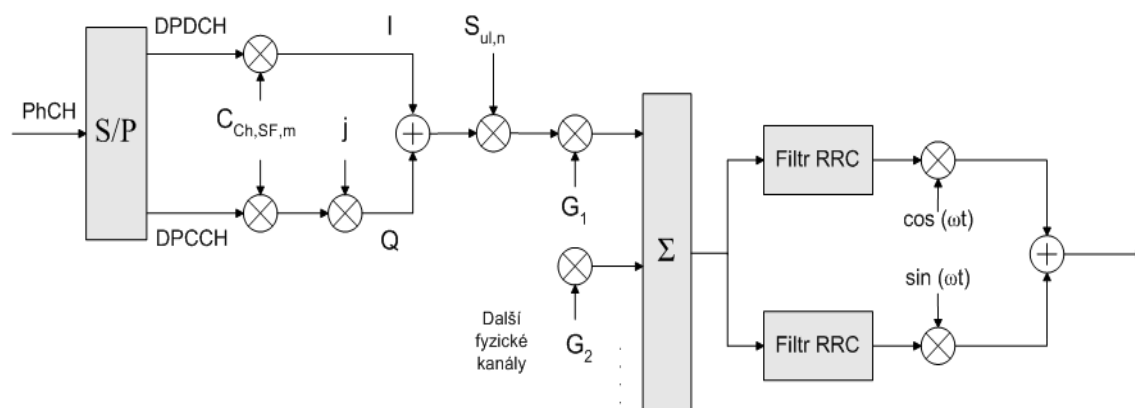 DPDCH
I
S_ul,n
PhCH
S/P
C_Ch,SF,m
j
Filtr RRC
G_1
cos (ωt)
DPCCH
Q
Σ
sin (ωt)
Další
fyzické
kanály
G_2
Filtr RRC